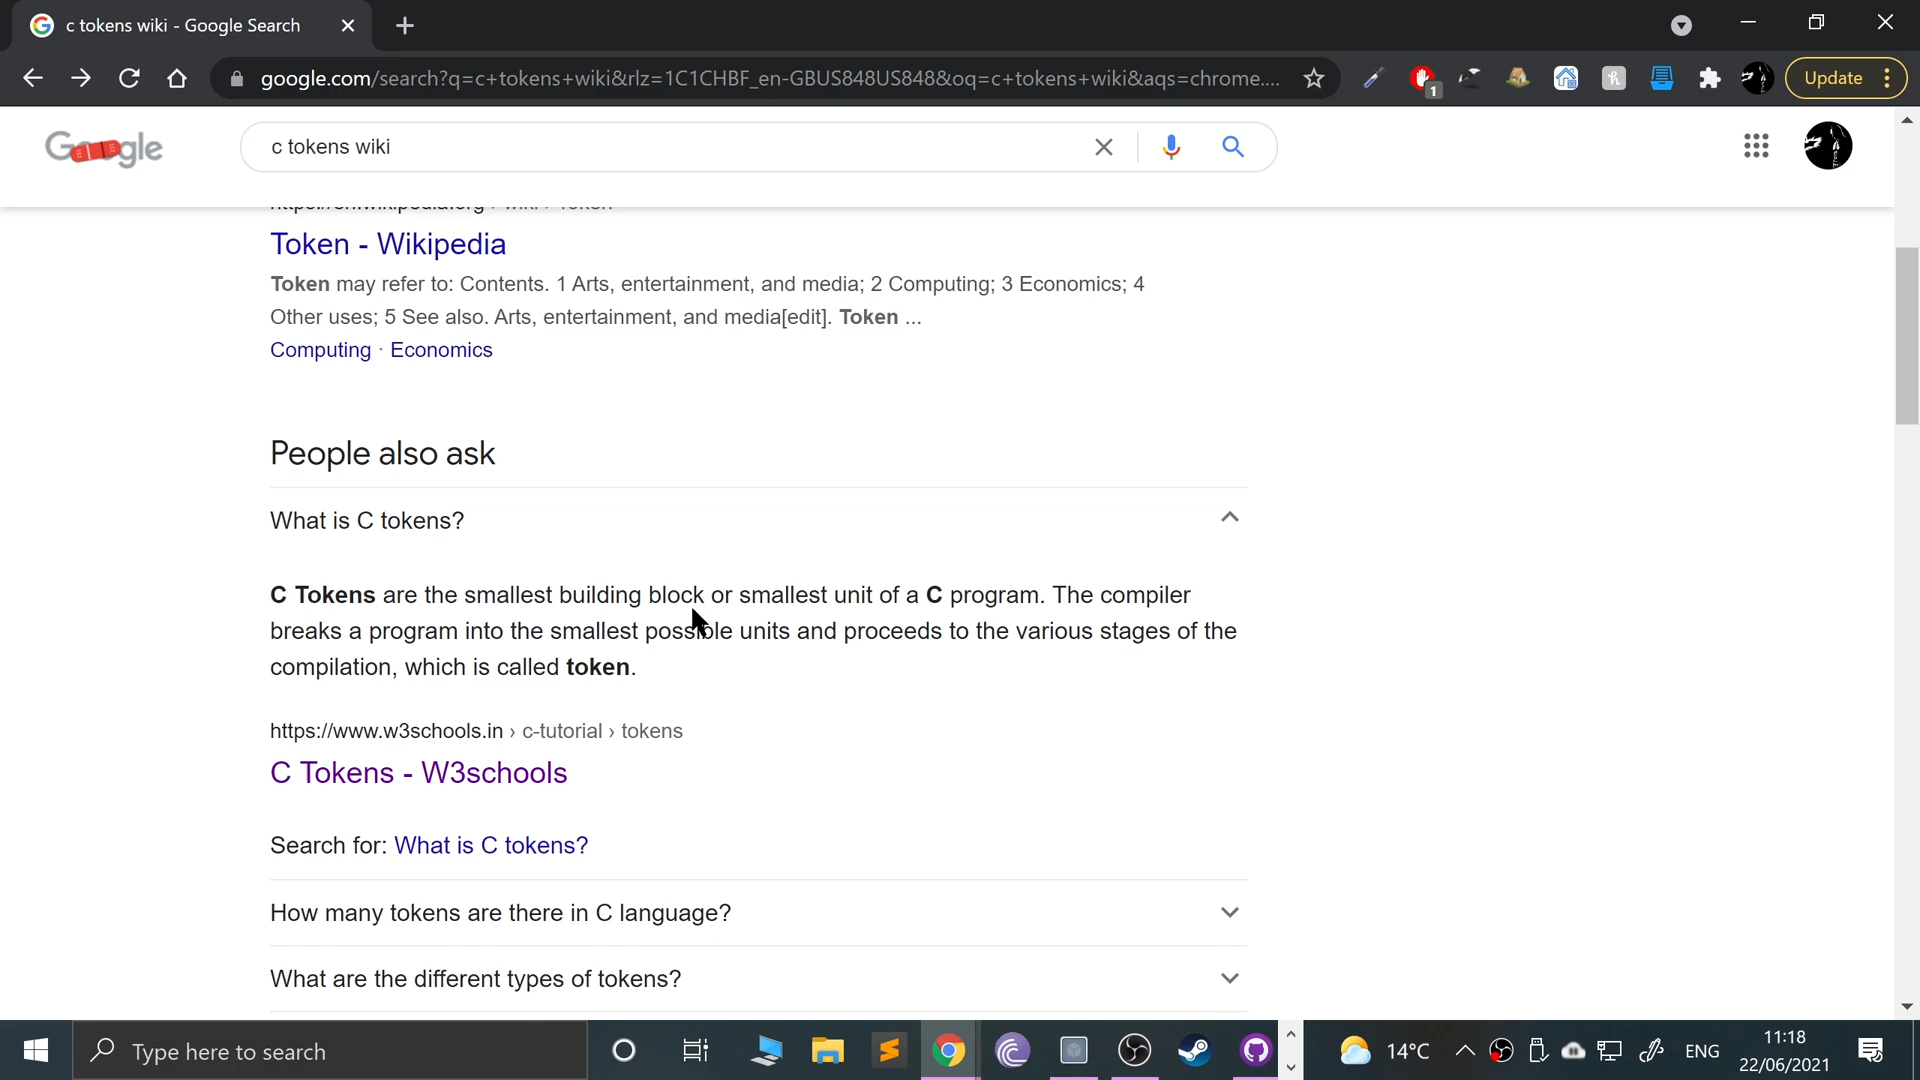 c tokens wiki - Google Search
google.com/search?q=c+tokens+wiki&rlz=1C1CHBF_en-GBUS848US848&oq=c+tokens+wiki&aqs=chrome....
1
Update
Google
c tokens wiki
Token - Wikipedia
Token may refer to: Contents. 1 Arts, entertainment, and media; 2 Computing; 3 Economics; 4
Other uses; 5 See also. Arts, entertainment, and media[edit]. Token ...
Computing · Economics
People also ask
What is C tokens?
C Tokens are the smallest building block or smallest unit of a C program. The compiler
breaks a program into the smallest possible units and proceeds to the various stages of the
compilation, which is called token.
https://www.w3schools.in › c-tutorial › tokens
C Tokens - W3schools
Search for: What is C tokens?
How many tokens are there in C language?
What are the different types of tokens?
Type here to search
14°C
ENG
11:18
22/06/2021